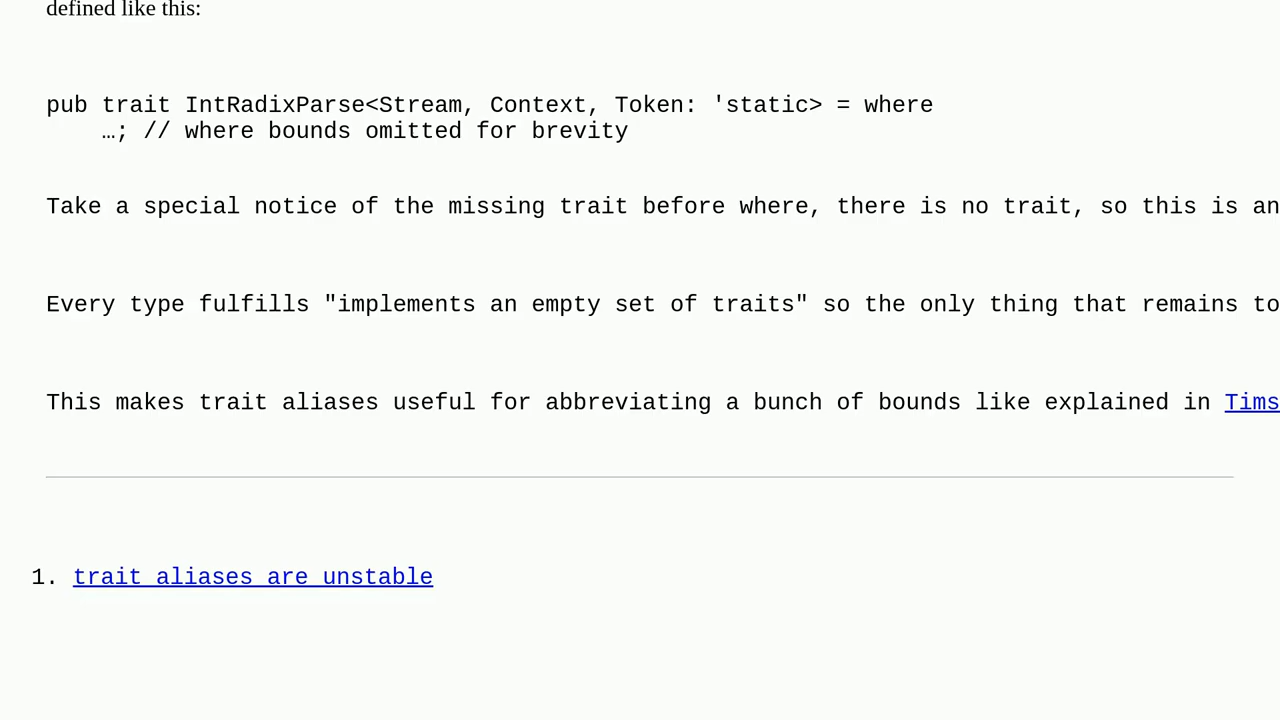 defined like this:
pub trait IntRadixParse<Stream, Context, Token: 'static> = where
…; // where bounds omitted for brevity
Take a special notice of the missing trait before where, there is no trait, so this is an
Every type fulfills "implements an empty set of traits" so the only thing that remains to
This makes trait aliases useful for abbreviating a bunch of bounds like explained in Tims
1. trait aliases are unstable